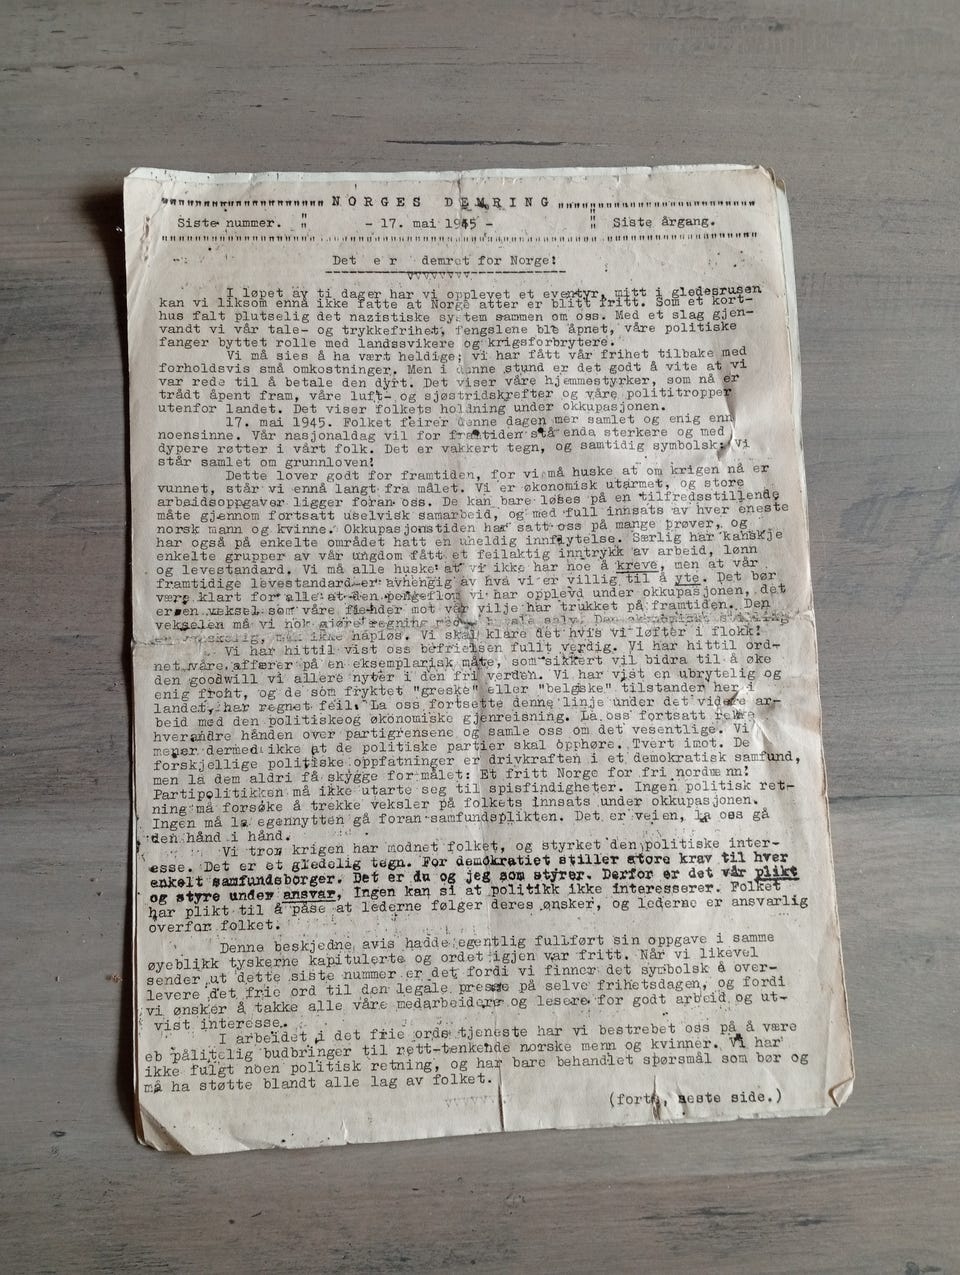 NORGES DEMRING
Siste nummer. - 17. mai 1945 - Siste årgang.
Det er demret for Norge!
I løpet av ti dager har vi opplevet et eventyr, mitt i gledesrusen
kan vi liksom ennå ikke fatte at Norge atter er blitt fritt. Som et kort-
hus falt plutselig det nazistiske system sammen om oss. Med et slag gjen-
vandt vi vår tale- og trykkefrihet, fengslene ble åpnet, våre politiske
fanger byttet rolle med landssvikere og krigsforbrytere.
Vi må sies å ha vært heldige; vi har fått vår frihet tilbake med
forholdsvis små omkostninger. Men i denne stund er det godt å vite at vi
var rede til å betale den dyrt. Det viser våre hjemmestyrker, som nå er
trådt åpent fram, våre luft- og sjøstridskrefter og våre polititropper
utenfor landet. Det viser folkets holdning under okkupasjonen.
17. mai 1945. Folket feirer denne dagen mer samlet og enig enn
noensinne. Vår nasjonaldag vil for framtiden stå enda sterkere og med
dypere røtter i vårt folk. Det er vakkert tegn, og samtidig symbolsk: Vi
står samlet om grunnloven!
Dette lover godt for framtiden, for vi må huske at om krigen nå er
vunnet, står vi ennå langt fra målet. Vi er økonomisk utarmet, og store
arbeidsoppgaver ligger foran oss. De kan bare løses på en tilfredsstillende
måte gjennom fortsatt uselvisk samarbeid, og med full innsats av hver eneste
norsk mann og kvinne. Okkupasjonstiden har satt oss på mange prøver, og
har også på enkelte området hatt en uheldig innflytelse. Særlig har kanskje
enkelte grupper av vår ungdom fått et feilaktig inntrykk av arbeid, lønn
og levestandard. Vi må alle huske at vi ikke har noe å kreve, men at vår
framtidige levestandard er avhengig av hva vi er villig til å yte. Det bør
være klart for alle at den pengeflom vi har opplevd under okkupasjonen, det
er en veksel som våre fiender mot vår vilje har trukket på framtiden. Den
vekselen må vi nok gjøre regning
vanskelig, men ikke håpløs. Vi skal klare det hvis vi løfter i flokk!
Vi har hittil vist oss befrielsen fullt verdig. Vi har hittil ord-
net våre affærer på en eksemplarisk måte, som sikkert vil bidra til å øke
den goodwill vi allere nyter i den fri verden. Vi har vist en ubrytelig og
enig front, og de som fryktet "greske" eller "belgiske" tilstander her i
landet, har regnet feil. La oss fortsette denne linje under det videre ar-
beid med den politiskeog økonomiske gjenreisning. La oss fortsatt rekke
hverandre hånden over partigrensene og samle oss om det vesentlige. Vi
mener dermed ikke at de politiske partier skal opphøre. Tvert imot. De
forskjellige politiske oppfatninger er drivkraften i et demokratisk samfund,
men la dem aldri få skygge for målet: Et fritt Norge for fri nordmenn!
Partipolitikken må ikke utarte seg til spisfindigheter. Ingen politisk ret-
ning må forsøke å trekke veksler på folkets innsats under okkupasjonen.
Ingen må la egennytten gå foran samfundsplikten. Det er veien, la oss gå
den hånd i hånd.
Vi tror krigen har modnet folket, og styrket den politiske inter-
esse. Det er et gledelig tegn. For demokratiet stiller store krav til hver
enkelt samfundsborger. Det er du og jeg som styrer. Derfor er det vår plikt
og styre under ansvar, Ingen kan si at politikk ikke interesserer. Folket
har plikt til å påse at lederne følger deres ønsker, og lederne er ansvarlig
overfor folket.
Denne beskjedne avis hadde egentlig fullført sin oppgave i samme
øyeblikk tyskerne kapitulerte og ordet igjen var fritt. Når vi likevel
sender ut dette siste nummer er det fordi vi finner det symbolsk å over-
levere det frie ord til den legale presse på selve frihetsdagen, og fordi
vi ønsker å takke alle våre medarbeidere og lesere for godt arbeid og ut-
vist interesse.
I arbeidet i det frie ords tjeneste har vi bestrebet oss på å være
eb pålitelig budbringer til rett-tenkende norske menn og kvinner. Vi har
ikke fulgt noen politisk retning, og har bare behandlet spørsmål som bør og
må ha støtte blandt alle lag av folket.
(forts. neste side.)